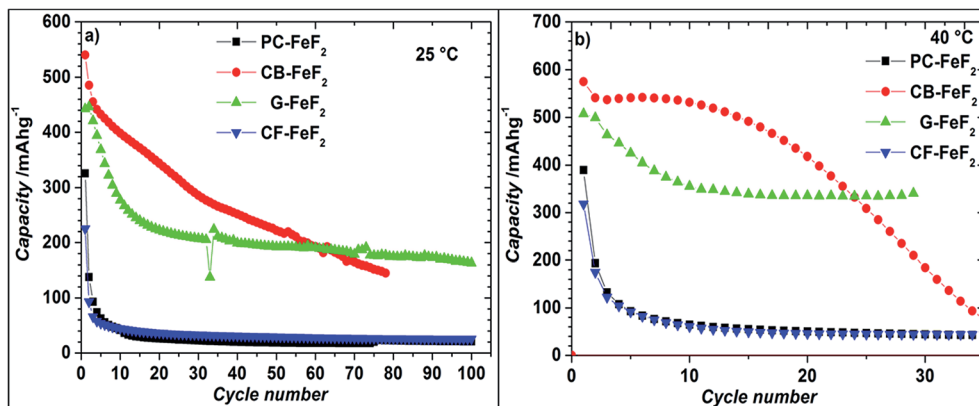 a)
25 °C
PC-FeF₂
CB-FeF₂
G-FeF₂
CF-FeF₂
Capacity /mAhg⁻¹
600
500
400
300
200
100
0
0 10 20 30 40 50 60 70 80 90 100
Cycle number
b)
40 °C
PC-FeF₂
CB-FeF₂
G-FeF₂
CF-FeF₂
Capacity /mAhg⁻¹
700
600
500
400
300
200
100
0
0 10 20 30
Cycle number